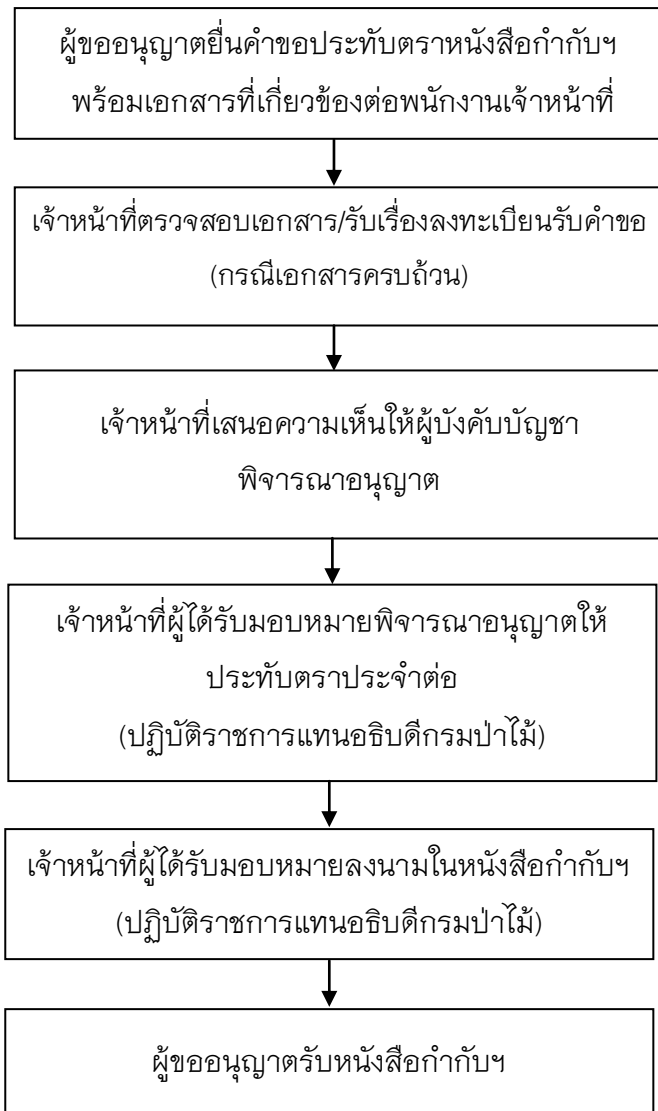 ผู้ขออนุญาตยื่นคำขอประทับตราหนังสือกำกับฯ
พร้อมเอกสารที่เกี่ยวข้องต่อพนักงานเจ้าหน้าที่
เจ้าหน้าที่ตรวจสอบเอกสาร/รับเรื่องลงทะเบียนรับคำขอ
(กรณีเอกสารครบถ้วน)
เจ้าหน้าที่เสนอความเห็นให้ผู้บังคับบัญชา
พิจารณาอนุญาต
เจ้าหน้าที่ผู้ได้รับมอบหมายพิจารณาอนุญาตให้
ประทับตราประจำต่อ
(ปฏิบัติราชการแทนอธิบดีกรมป่าไม้)
เจ้าหน้าที่ผู้ได้รับมอบหมายลงนามในหนังสือกำกับฯ
(ปฏิบัติราชการแทนอธิบดีกรมป่าไม้)
ผู้ขออนุญาตรับหนังสือกำกับฯ